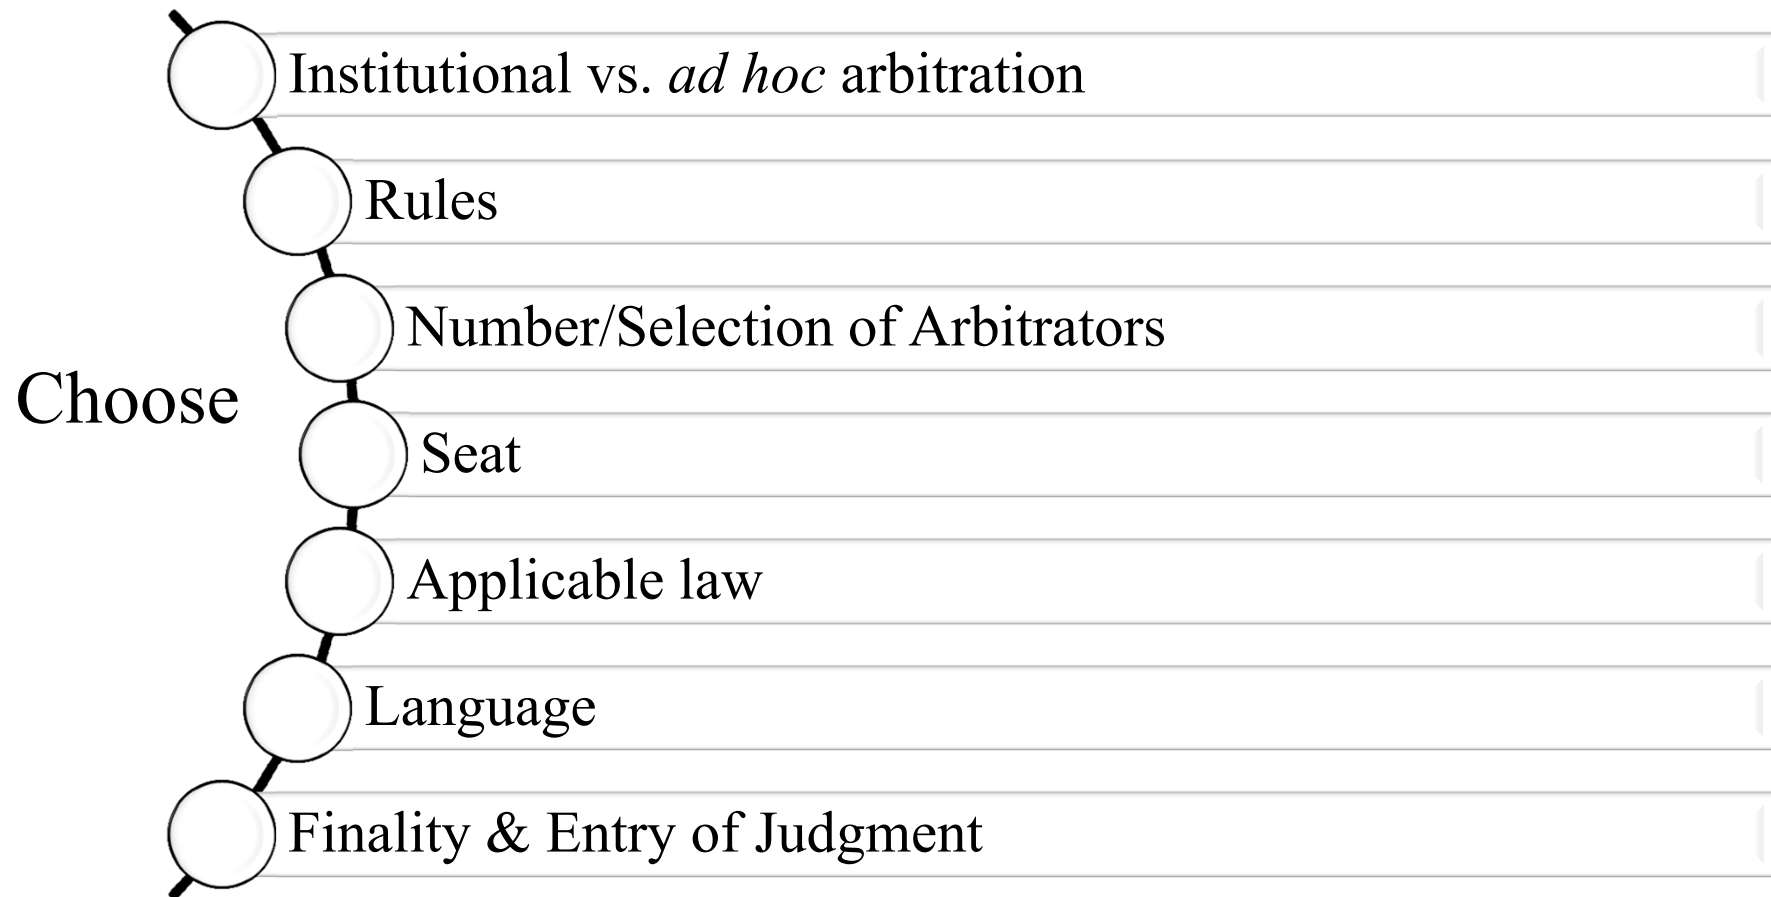 Choose
Institutional vs. ad hoc arbitration
Rules
Number/Selection of Arbitrators
Seat
Applicable law
Language
Finality & Entry of Judgment